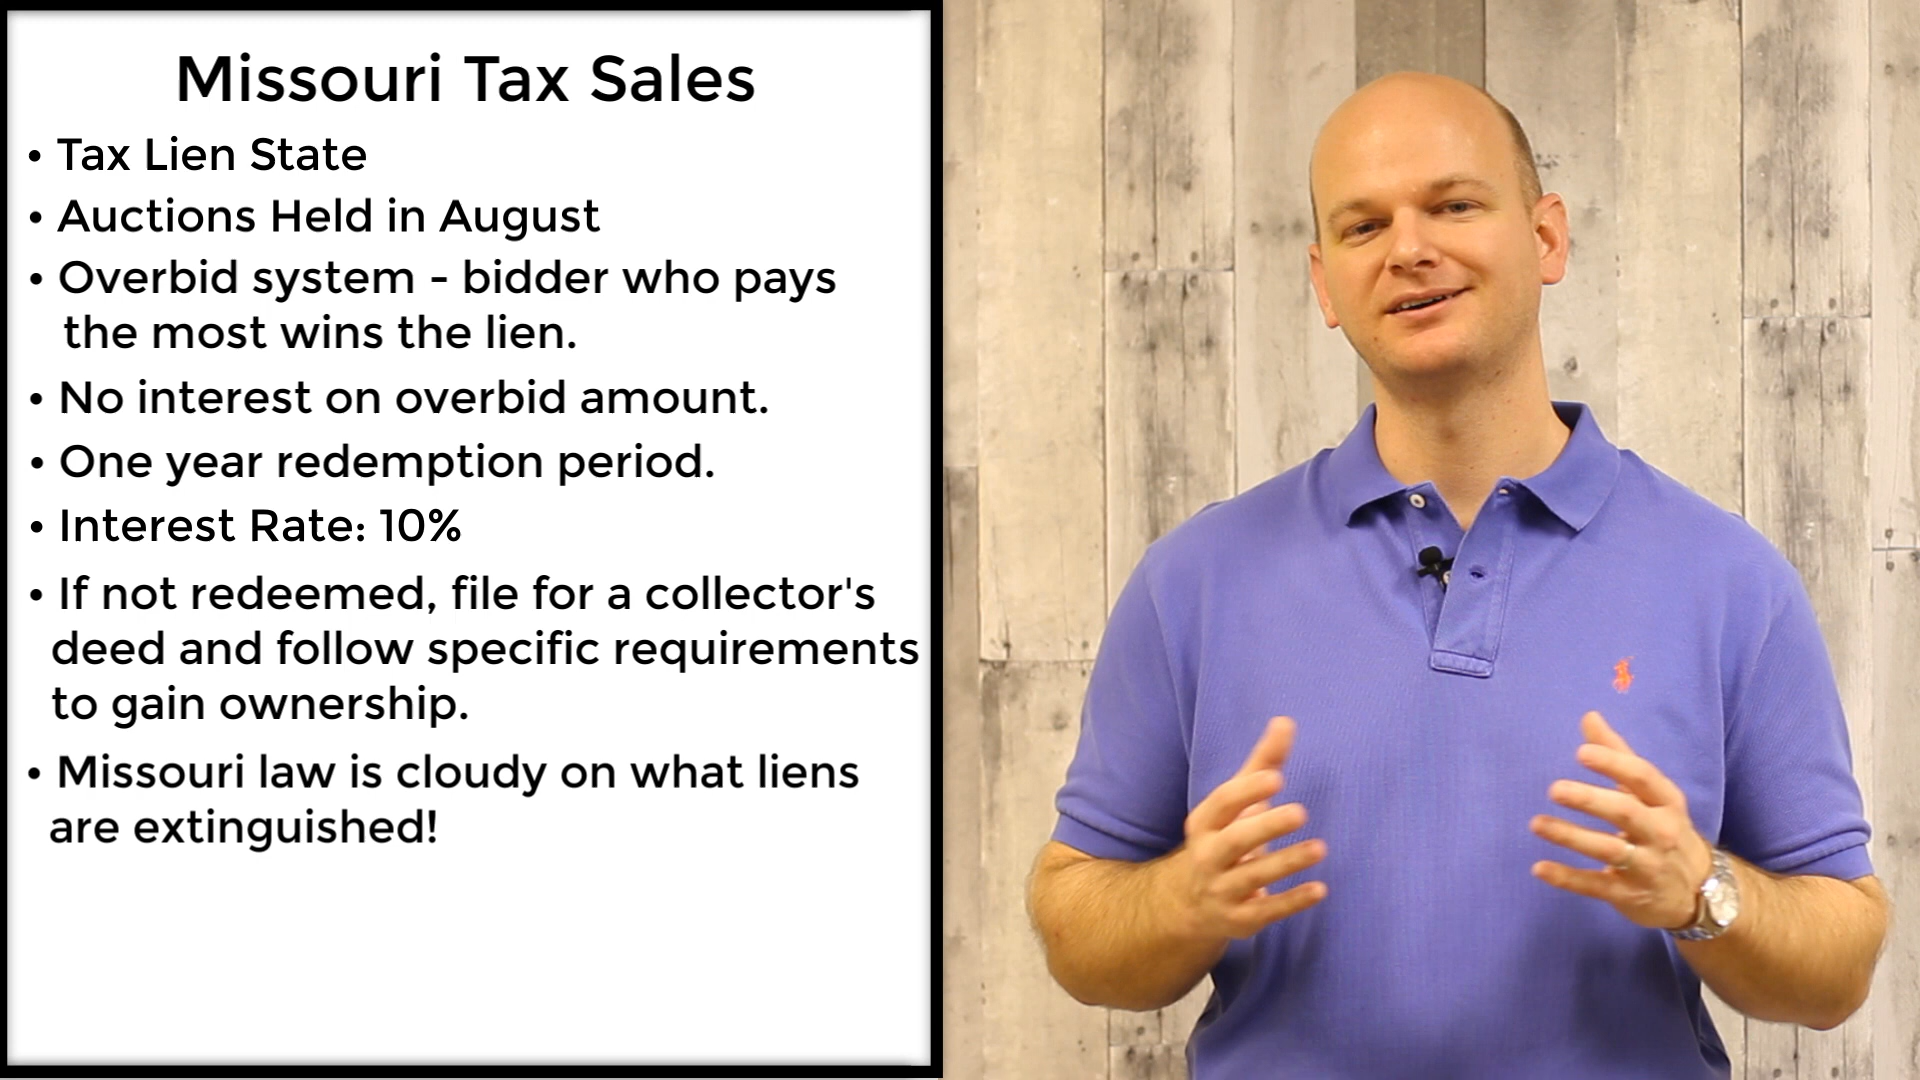 Missouri Tax Sales
• Tax Lien State
• Auctions Held in August
• Overbid system - bidder who pays
the most wins the lien.
• No interest on overbid amount.
• One year redemption period.
• Interest Rate: 10%
• If not redeemed, file for a collector's
deed and follow specific requirements
to gain ownership.
• Missouri law is cloudy on what liens
are extinguished!